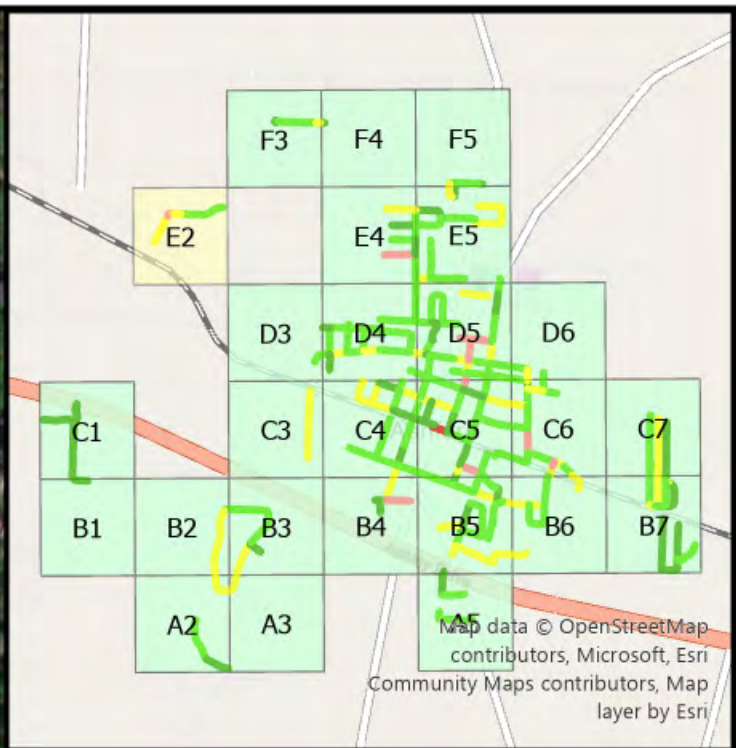 F3 F4 F5
E2 E4 E5
D3 D4 D5 D6
C1 C3 C4 C5 C6 C7
B1 B2 B3 B4 B5 B6 B7
A2 A3 A5
Map data © OpenStreetMap
contributors, Microsoft, Esri
Community Maps contributors, Map
layer by Esri